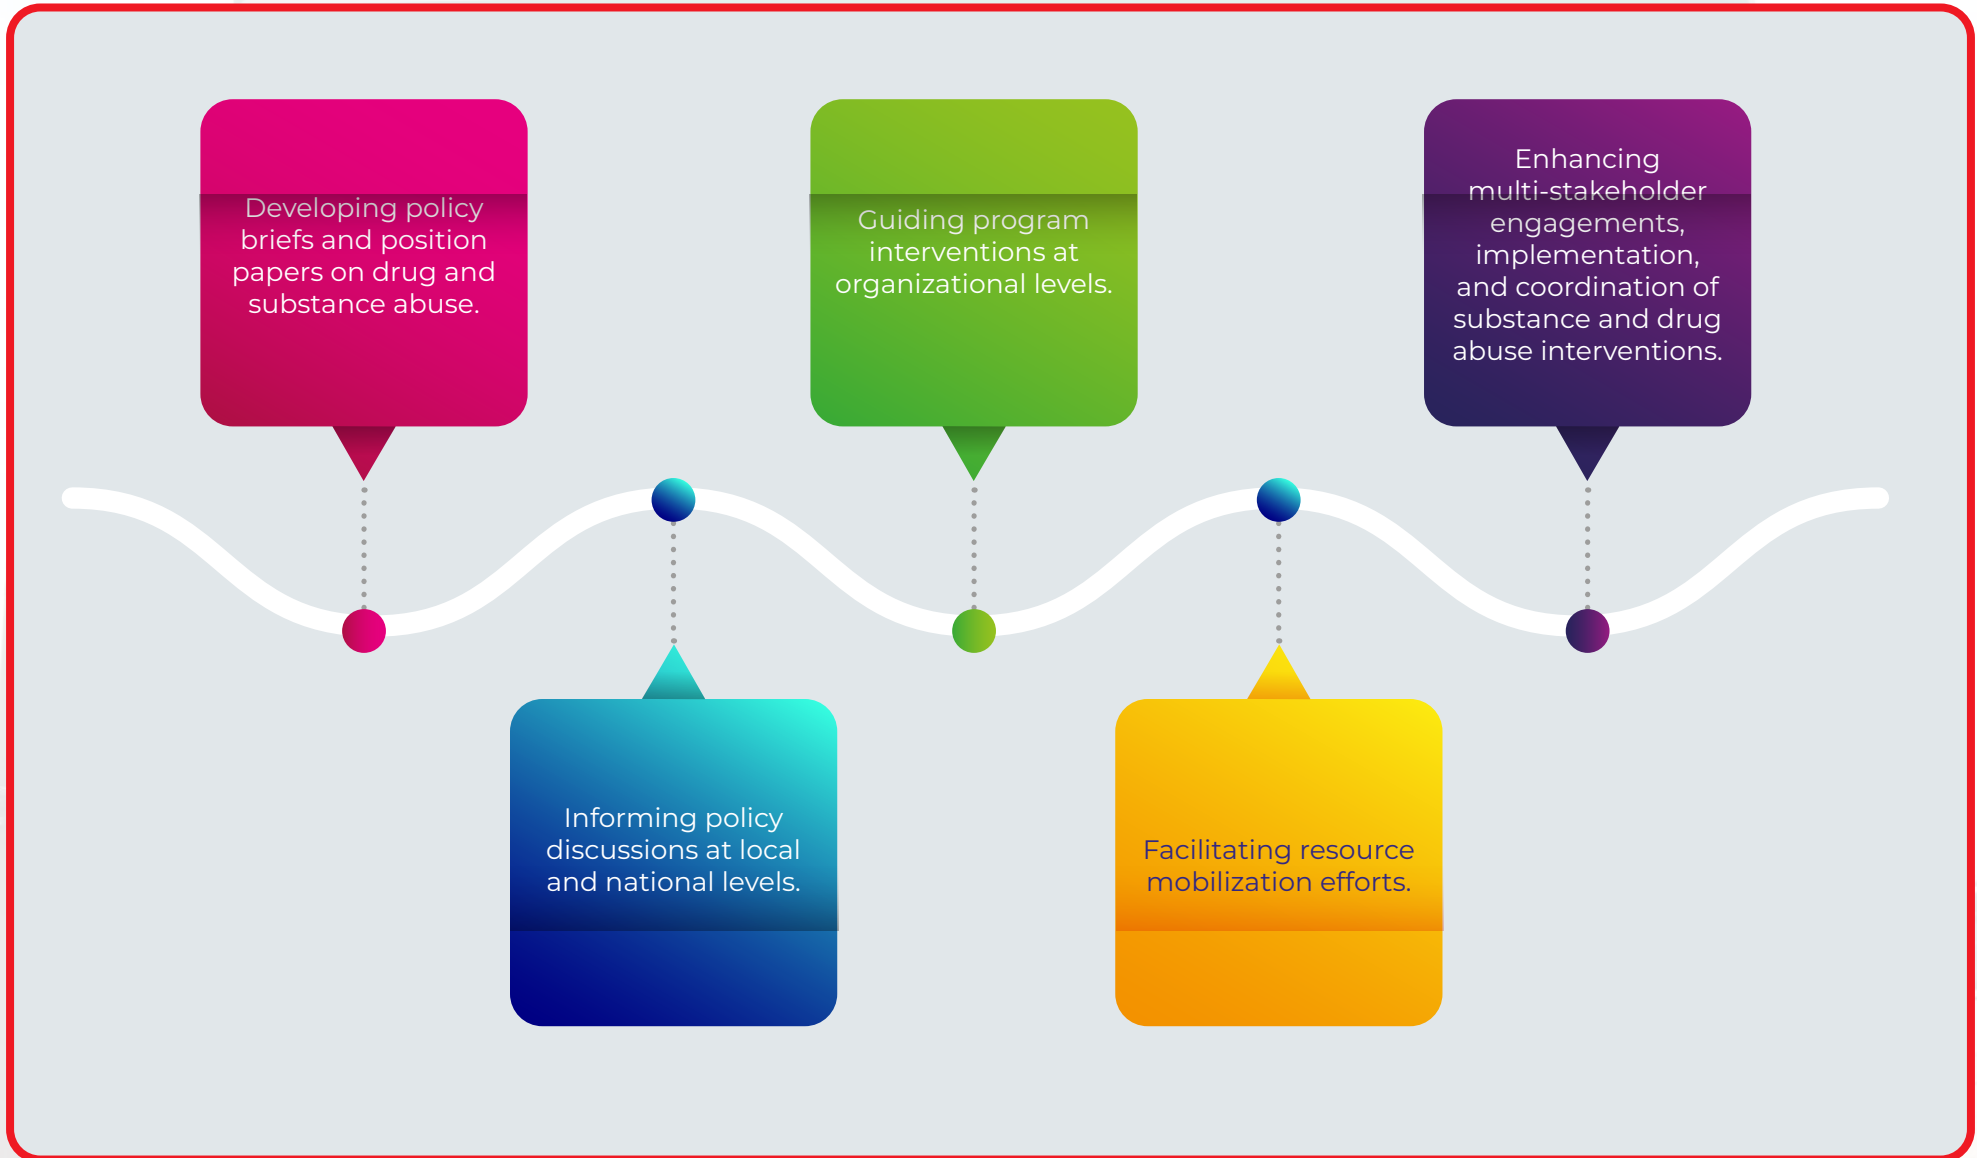 Developing policy
briefs and position
papers on drug and
substance abuse.
Informing policy
discussions at local
and national levels.
Guiding program
interventions at
organizational levels.
Facilitating resource
mobilization efforts.
Enhancing
multi-stakeholder
engagements,
implementation,
and coordination of
substance and drug
abuse interventions.